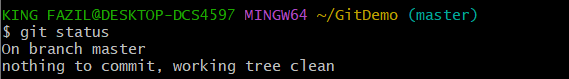 KING FAZIL@DESKTOP-DCS4597 MINGW64 ~/GitDemo (master)
$ git status
On branch master
nothing to commit, working tree clean